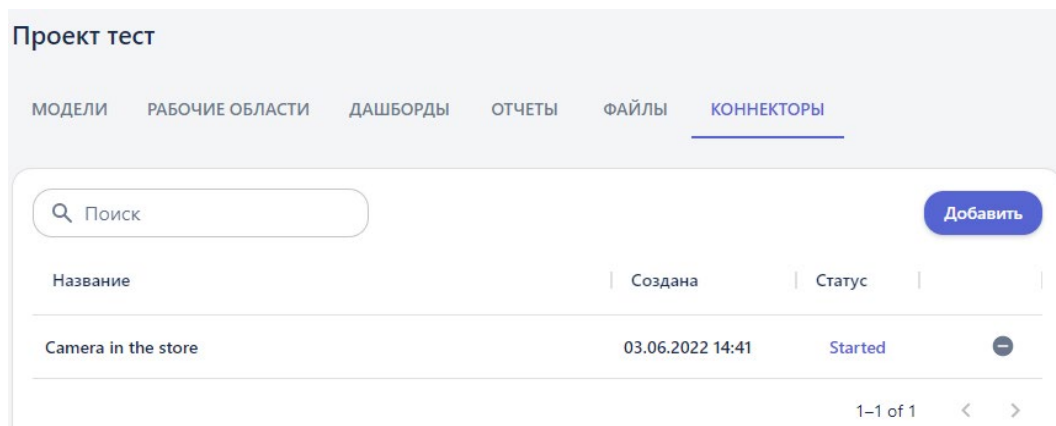 Проект тест
МОДЕЛИ РАБОЧИЕ ОБЛАСТИ ДАШБОРДЫ ОТЧЕТЫ ФАЙЛЫ КОННЕКТОРЫ
Поиск Добавить
Название Создана Статус
Camera in the store 03.06.2022 14:41 Started
1–1 of 1